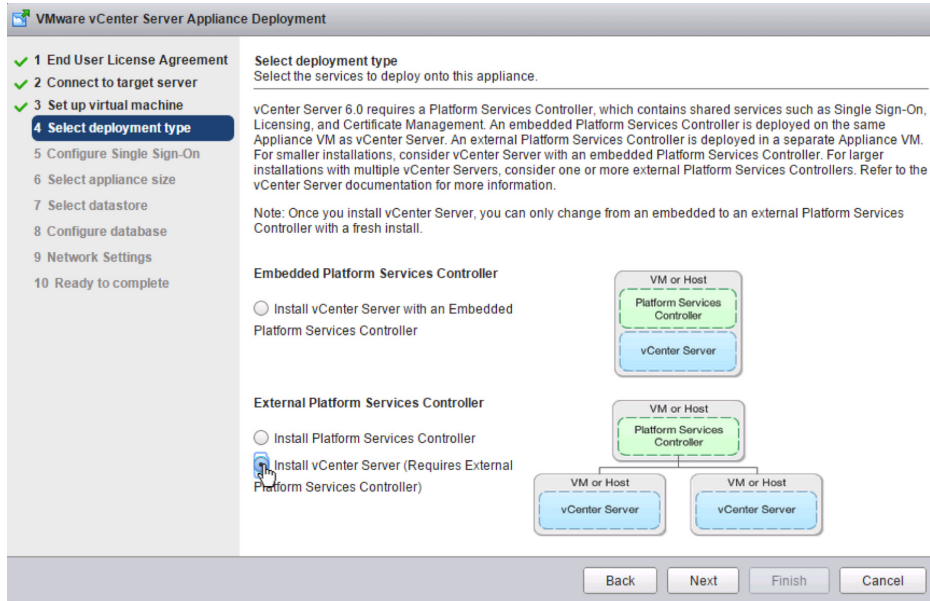 VMware vCenter Server Appliance Deployment
1 End User License Agreement
2 Connect to target server
3 Set up virtual machine
4 Select deployment type
5 Configure Single Sign-On
6 Select appliance size
7 Select datastore
8 Configure database
9 Network Settings
10 Ready to complete
Select deployment type
Select the services to deploy onto this appliance.
vCenter Server 6.0 requires a Platform Services Controller, which contains shared services such as Single Sign-On,
Licensing, and Certificate Management. An embedded Platform Services Controller is deployed on the same
Appliance VM as vCenter Server. An external Platform Services Controller is deployed in a separate Appliance VM.
For smaller installations, consider vCenter Server with an embedded Platform Services Controller. For larger
installations with multiple vCenter Servers, consider one or more external Platform Services Controllers. Refer to the
vCenter Server documentation for more information.
Note: Once you install vCenter Server, you can only change from an embedded to an external Platform Services
Controller with a fresh install.
Embedded Platform Services Controller
Install vCenter Server with an Embedded
Platform Services Controller
VM or Host
Platform Services
Controller
vCenter Server
External Platform Services Controller
Install Platform Services Controller
Install vCenter Server (Requires External
Platform Services Controller)
VM or Host
Platform Services
Controller
VM or Host
vCenter Server
VM or Host
vCenter Server
Back
Next
Finish
Cancel